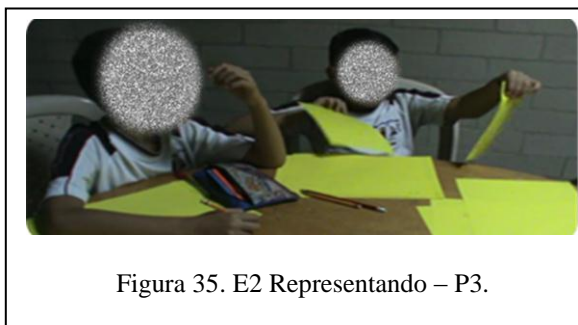 Figura 35. E2 Representando – P3.